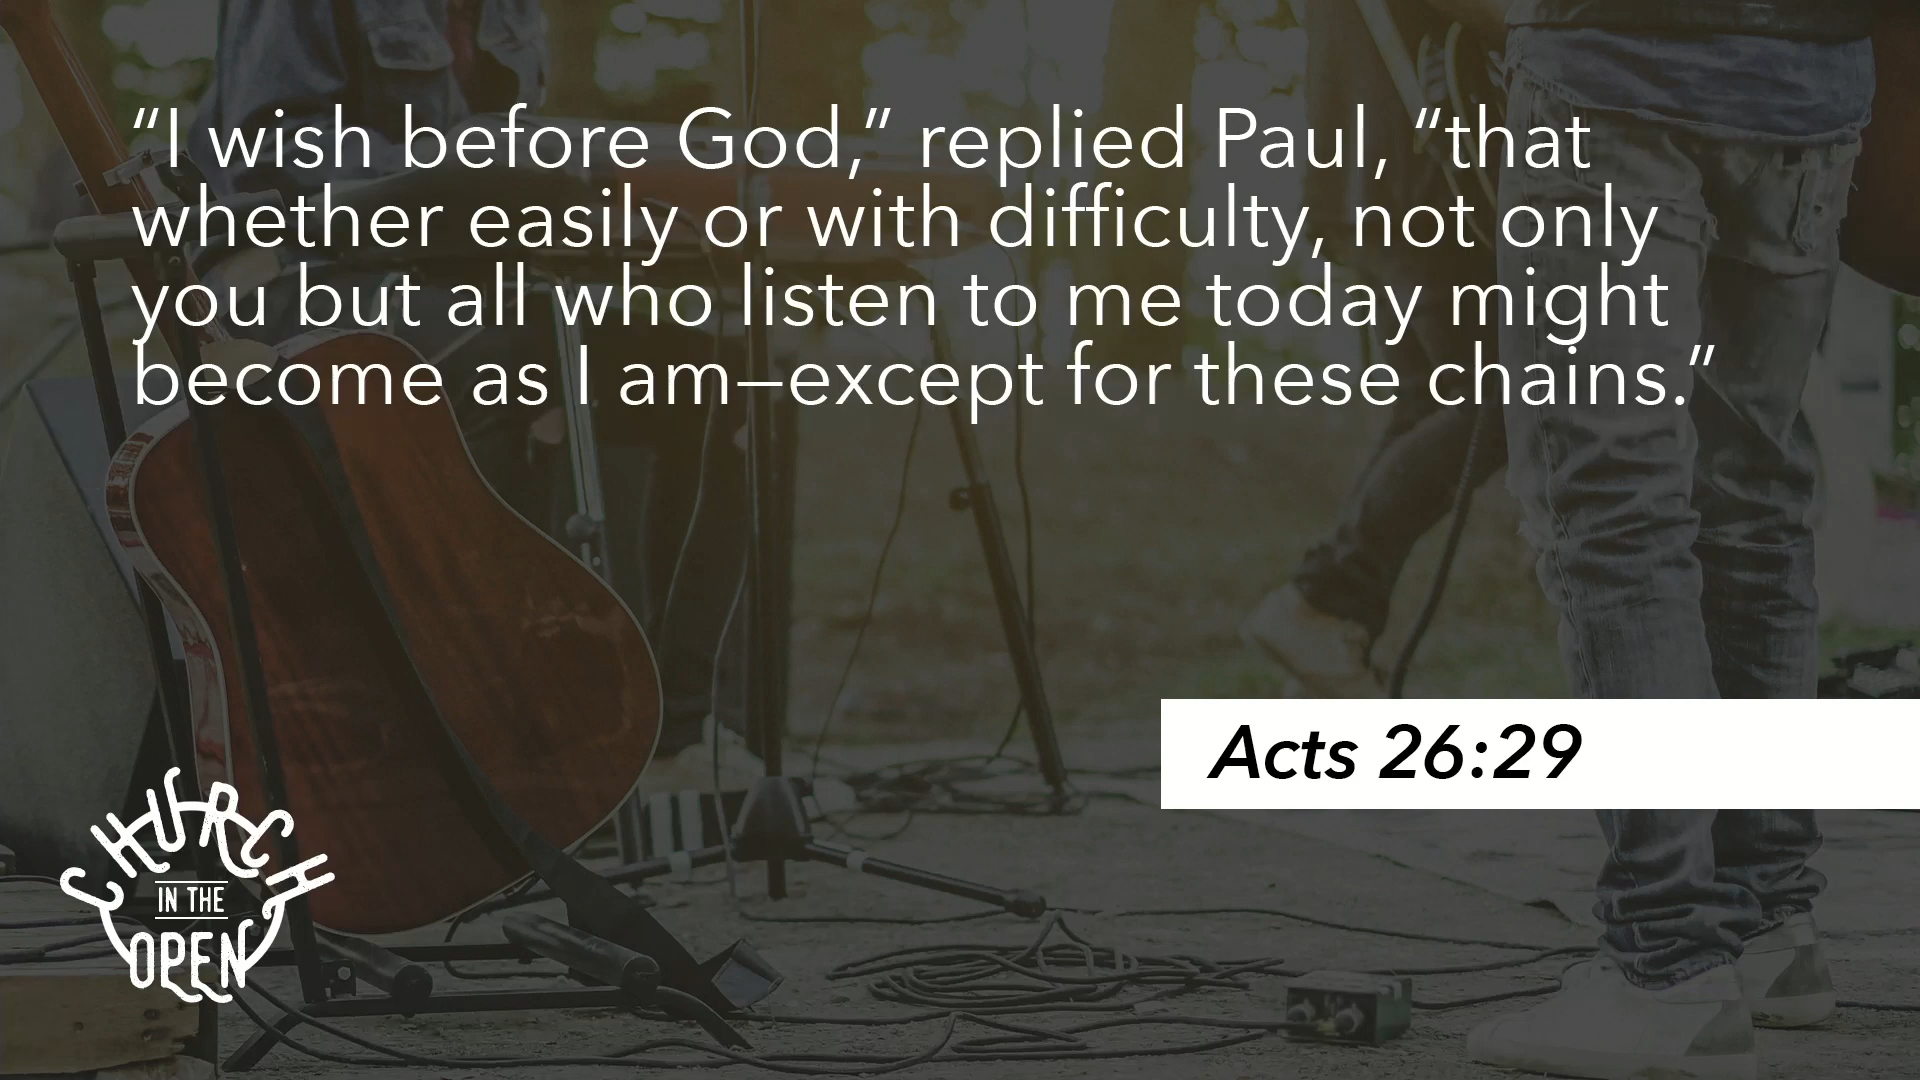 “I wish before God,” replied Paul, “that
whether easily or with difficulty, not only
you but all who listen to me today might
become as I am—except for these chains.”
Acts 26:29
CHURCH
IN THE
OPEN